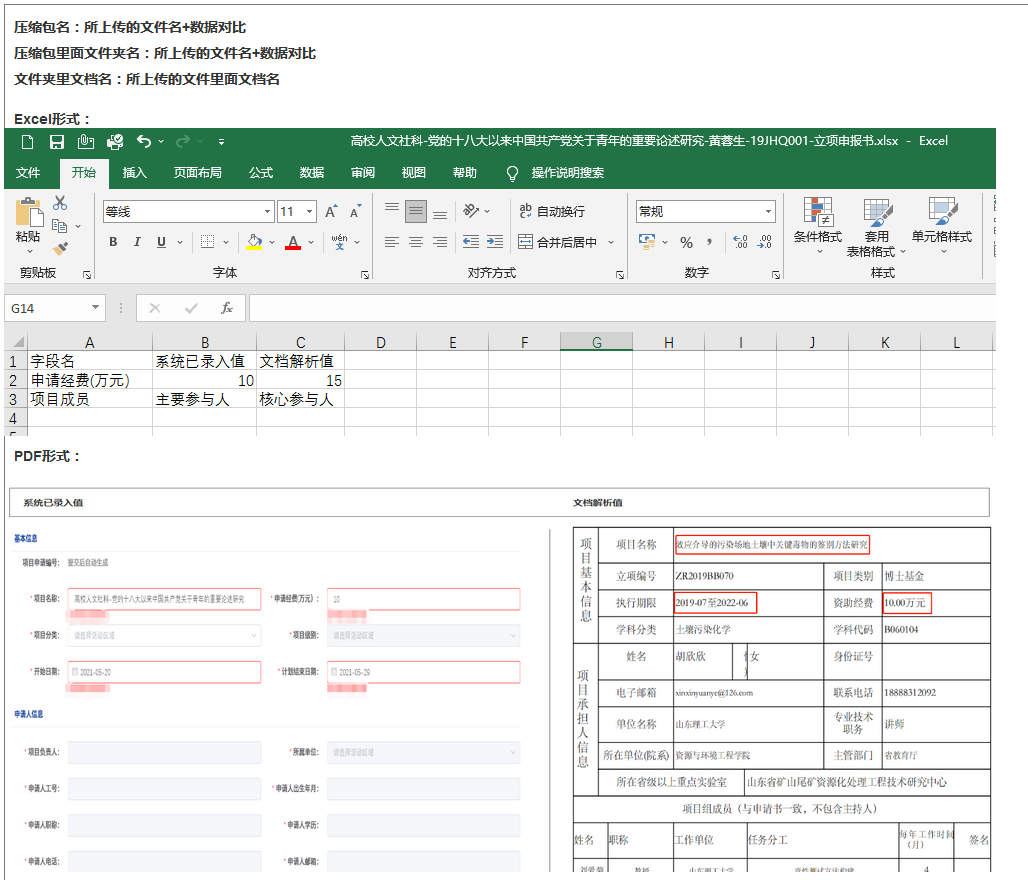 压缩包名：所上传的文件名+数据对比
压缩包里面文件夹名：所上传的文件名+数据对比
文件夹里文档名：所上传的文件里面文档名
Excel形式：
高校人文社科-党的十八大以来中国共产党关于青年的重要论述研究-黄蓉生-19JHQ001-立项申报书.xlsx - Excel
文件 开始 插入 页面布局 公式 数据 审阅 视图 帮助 操作说明搜索
等线 11 A A ab 自动换行 常规
粘贴 B I U A wén 合并后居中 % , 条件格式 套用 表格格式 单元格样式
剪贴板 字体 对齐方式 数字 样式
G14 fx
A B C D E F G H I J K L
1 字段名 系统已录入值 文档解析值
2 申请经费(万元) 10 15
3 项目成员 主要参与人 核心参与人
4
PDF形式：
系统已录入值 文档解析值
基本信息
项目申请编号： 提交后自动生成
*项目名称： 高校人文社科-党的十八大以来中国共产党关于青年的重要论述研究 *申请经费(万元)： 10
*项目分类： 请选择活动区域 *项目级别： 请选择活动区域
*开始日期： 2021-05-20 *计划结束日期： 2021-05-29
申请人信息
*项目负责人： *所属单位： 请选择活动区域
*申请人工号： *申请人出生年月：
*申请人职称： *申请人学历：
*申请人电话： *申请人邮箱：
项目基本信息
项目名称 效应介导的污染场地土壤中关键毒物的鉴别方法研究
立项编号 ZR2019BB070 项目类别 博士基金
执行期限 2019-07至2022-06 资助经费 10.00万元
学科分类 土壤污染化学 学科代码 B060104
项目承担人信息
姓名 胡欣欣 女 身份证号
电子邮箱 xinxinyuanye@126.com 联系电话 18888312092
单位名称 山东理工大学 专业技术职务 讲师
所在单位(院系) 资源与环境工程学院 主管部门 省教育厅
所在省级以上重点实验室 山东省矿山尾矿资源化处理工程技术研究中心
项目组成员（与申请书一致，不包含主持人）
姓名 职称 工作单位 任务分工 每年工作时间（月） 签名